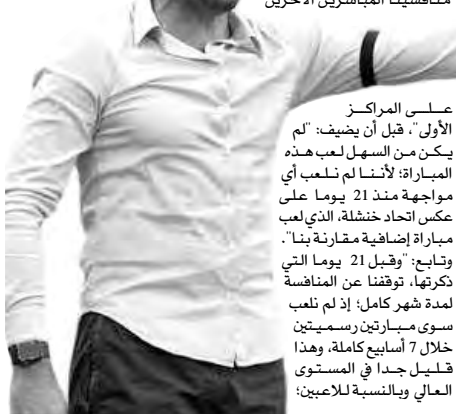 منافسينا المباشرين الآخرين
على المراكز
الأولى"، قبل أن يضيف: "لم
يكن من السهل لعب هذه
المباراة؛ لأننا لم نلعب أي
مواجهة منذ 21 يوما على
عكس اتحاد خنشلة، الذي لعب
مباراة إضافية مقارنة بنا".
وتابع: "وقبل 21 يوما التي
ذكرتها، توقفنا عن المنافسة
لمدة شهر كامل؛ إذ لم نلعب
سوى مبارتين رسميتين
خلال 7 أسابيع كاملة، وهذا
قليل جدا في المستوى
العالي وبالنسبة للاعبين؛